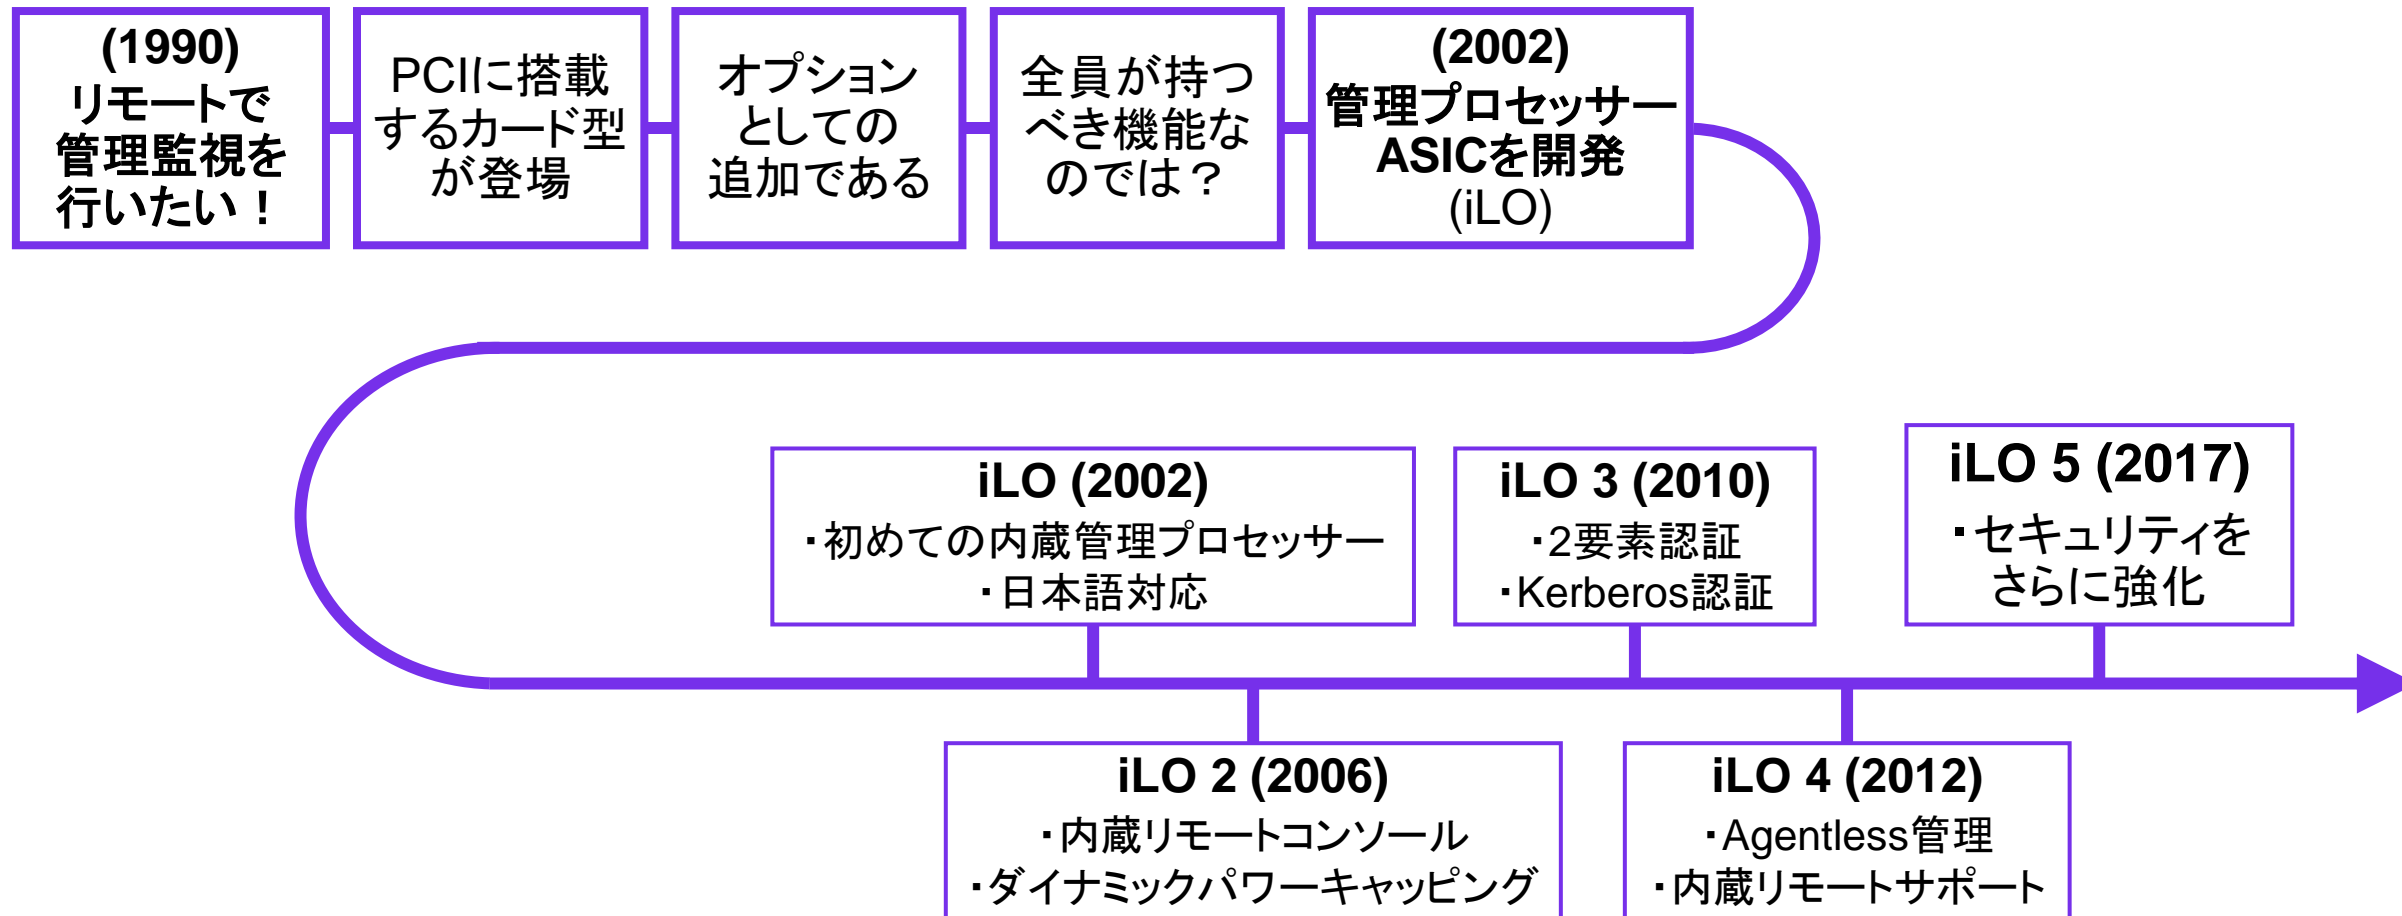 (1990)
リモートで
管理監視を
行いたい！
PCIに搭載
するカード型
が登場
オプション
としての
追加である
全員が持つ
べき機能な
のでは？
(2002)
管理プロセッサー
ASICを開発
(iLO)
iLO (2002)
・初めての内蔵管理プロセッサー
・日本語対応
iLO 3 (2010)
・2要素認証
・Kerberos認証
iLO 5 (2017)
・セキュリティを
さらに強化
iLO 2 (2006)
・内蔵リモートコンソール
・ダイナミックパワーキャッピング
iLO 4 (2012)
・Agentless管理
・内蔵リモートサポート